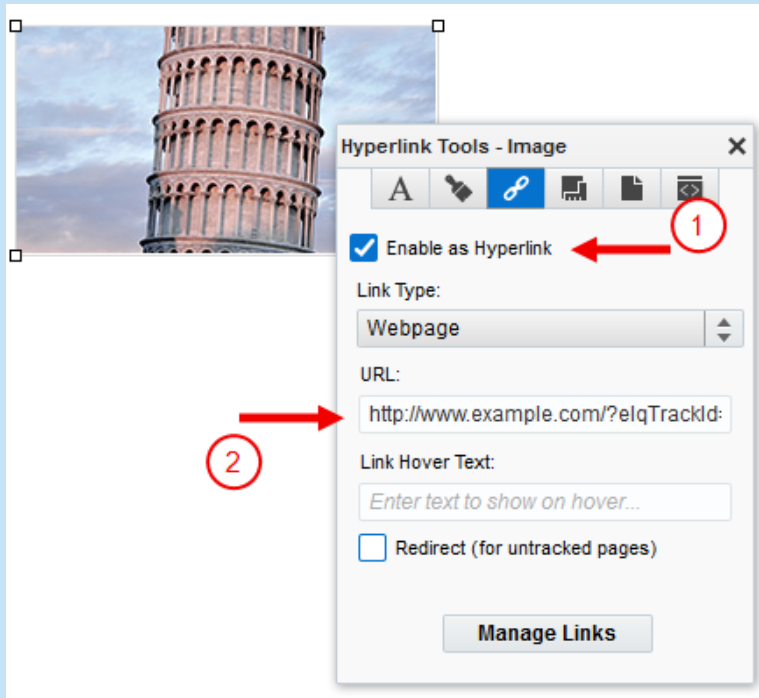 Hyperlink Tools - Image
A
1
Enable as Hyperlink
Link Type:
Webpage
URL:
http://www.example.com/?elqTrackId=
2
Link Hover Text:
Enter text to show on hover...
Redirect (for untracked pages)
Manage Links